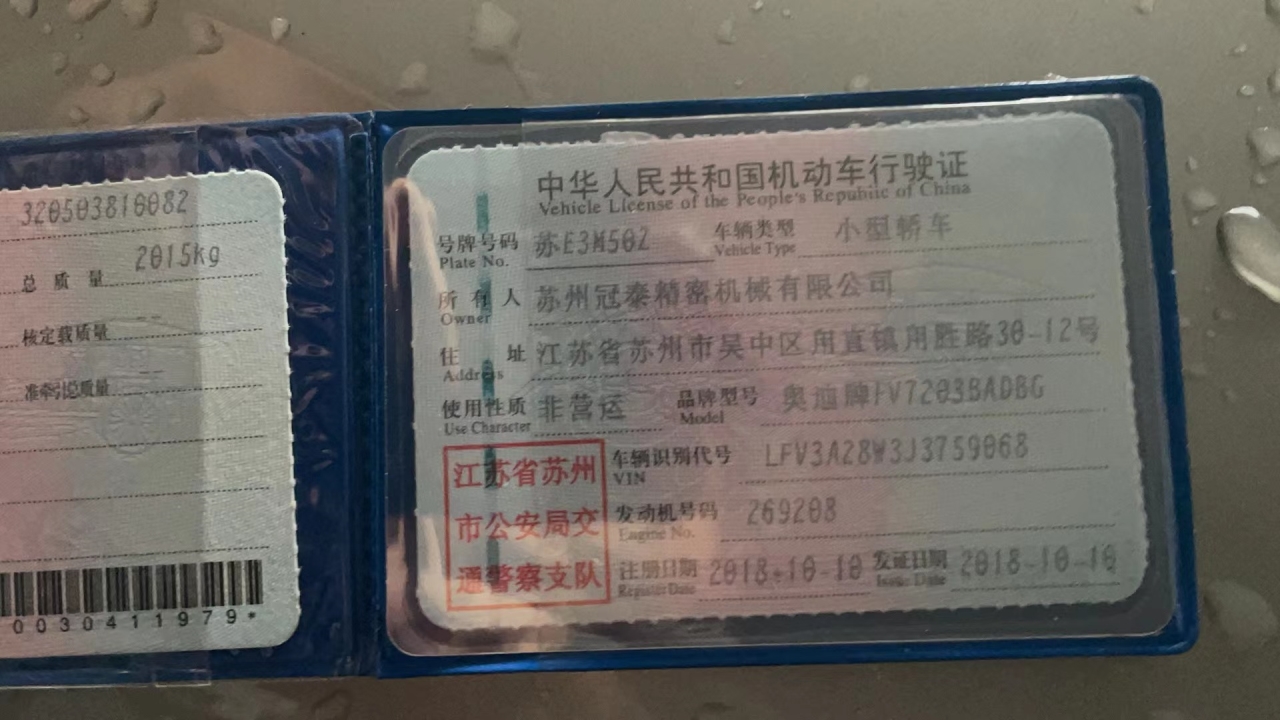 320503816082
总质量 2015kg
核定载质量 --
准牵引总质量 --
0030411979*
中华人民共和国机动车行驶证
Vehicle License of the People's Republic of China
号牌号码 苏E3M502 车辆类型 小型轿车
Plate No. Vehicle Type
所有人 苏州冠泰精密机械有限公司
Owner
住址 江苏省苏州市吴中区甪直镇甪胜路30-12号
Address
使用性质 非营运 品牌型号 奥迪牌FV7203BADBG
Use Character Model
江苏省苏州
市公安局交
通警察支队
车辆识别代号 LFV3A28W3J3759068
VIN
发动机号码 269208
Engine No.
注册日期 2018-10-10 发证日期 2018-10-10
Register Date Issue Date